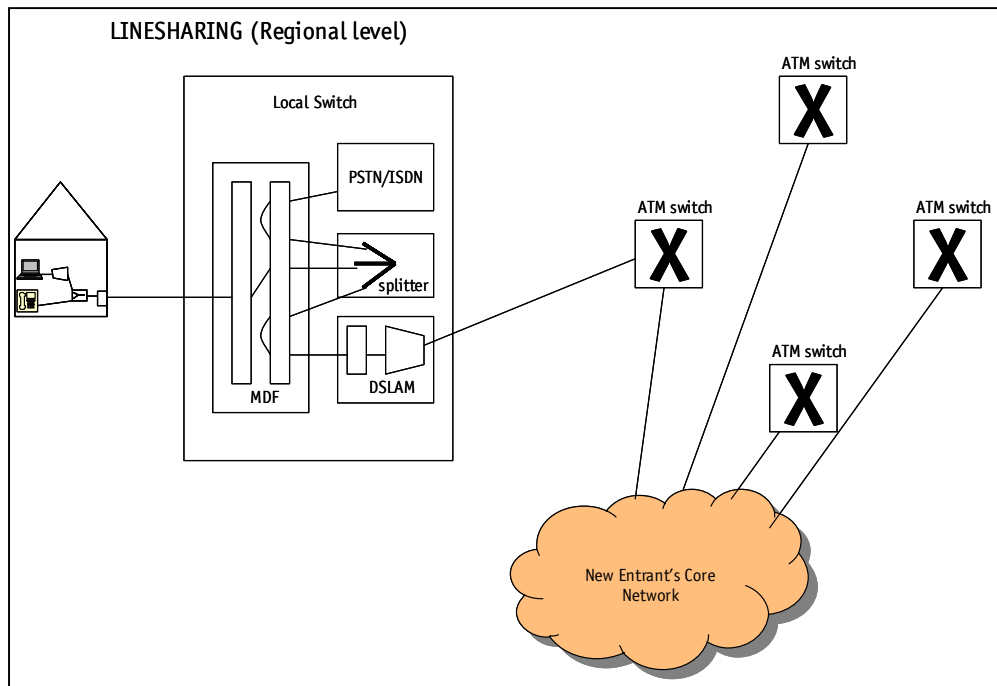 LINESHARING (Regional level)
Local Switch
PSTN/ISDN
splitter
DSLAM
MDF
ATM switch
ATM switch
ATM switch
ATM switch
New Entrant's Core
Network